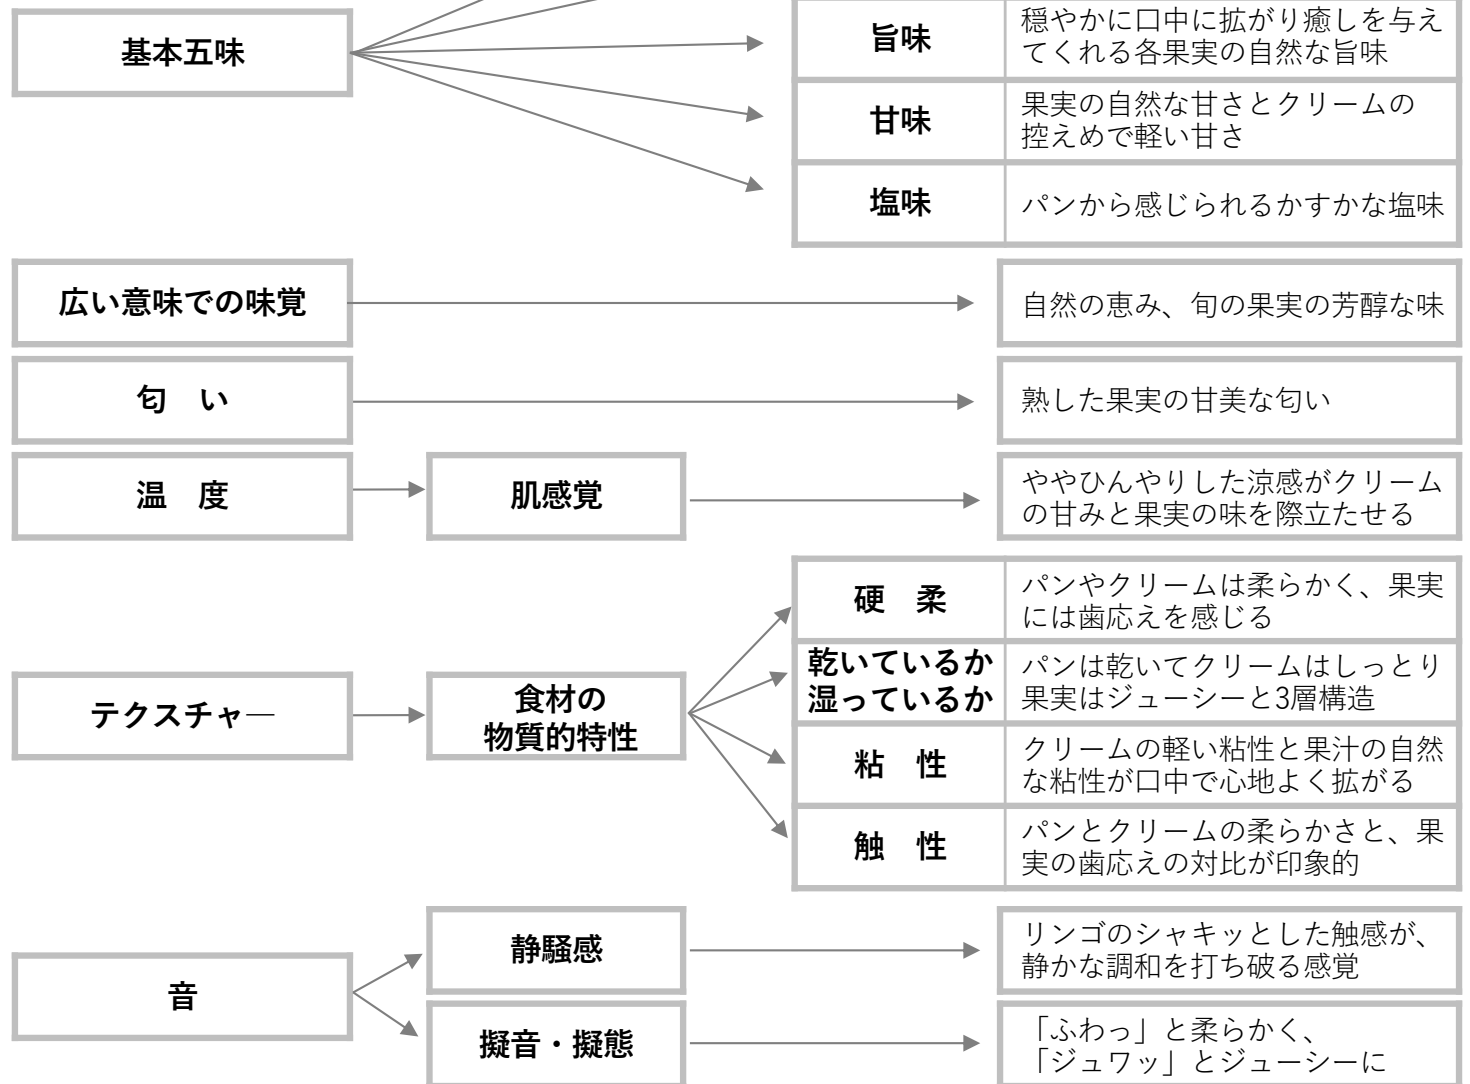 基本五味
旨味
穏やかに口中に拡がり癒しを与え
てくれる各果実の自然な旨味
甘味
果実の自然な甘さとクリームの
控えめで軽い甘さ
塩味
パンから感じられるかすかな塩味
広い意味での味覚
自然の恵み、旬の果実の芳醇な味
匂　い
熟した果実の甘美な匂い
温　度
肌感覚
ややひんやりした涼感がクリーム
の甘みと果実の味を際立たせる
テクスチャ―
食材の
物質的特性
硬　柔
パンやクリームは柔らかく、果実
には歯応えを感じる
乾いているか
湿っているか
パンは乾いてクリームはしっとり
果実はジューシーと3層構造
粘　性
クリームの軽い粘性と果汁の自然
な粘性が口中で心地よく拡がる
触　性
パンとクリームの柔らかさと、果
実の歯応えの対比が印象的
音
静騒感
リンゴのシャキッとした触感が、
静かな調和を打ち破る感覚
擬音・擬態
「ふわっ」と柔らかく、
「ジュワッ」とジューシーに